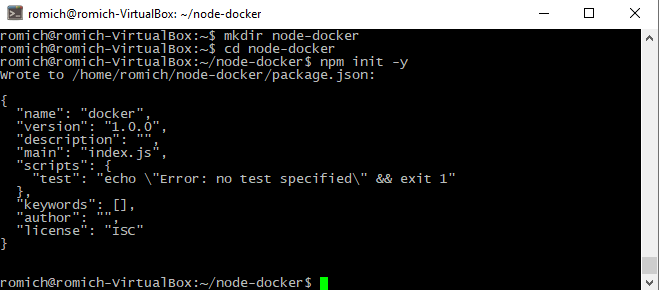 romich@romich-VirtualBox: ~/node-docker
romich@romich-VirtualBox:~$ mkdir node-docker
romich@romich-VirtualBox:~$ cd node-docker
romich@romich-VirtualBox:~/node-docker$ npm init -y
Wrote to /home/romich/node-docker/package.json:

{
  "name": "docker",
  "version": "1.0.0",
  "description": "",
  "main": "index.js",
  "scripts": {
    "test": "echo \"Error: no test specified\" && exit 1"
  },
  "keywords": [],
  "author": "",
  "license": "ISC"
}

romich@romich-VirtualBox:~/node-docker$